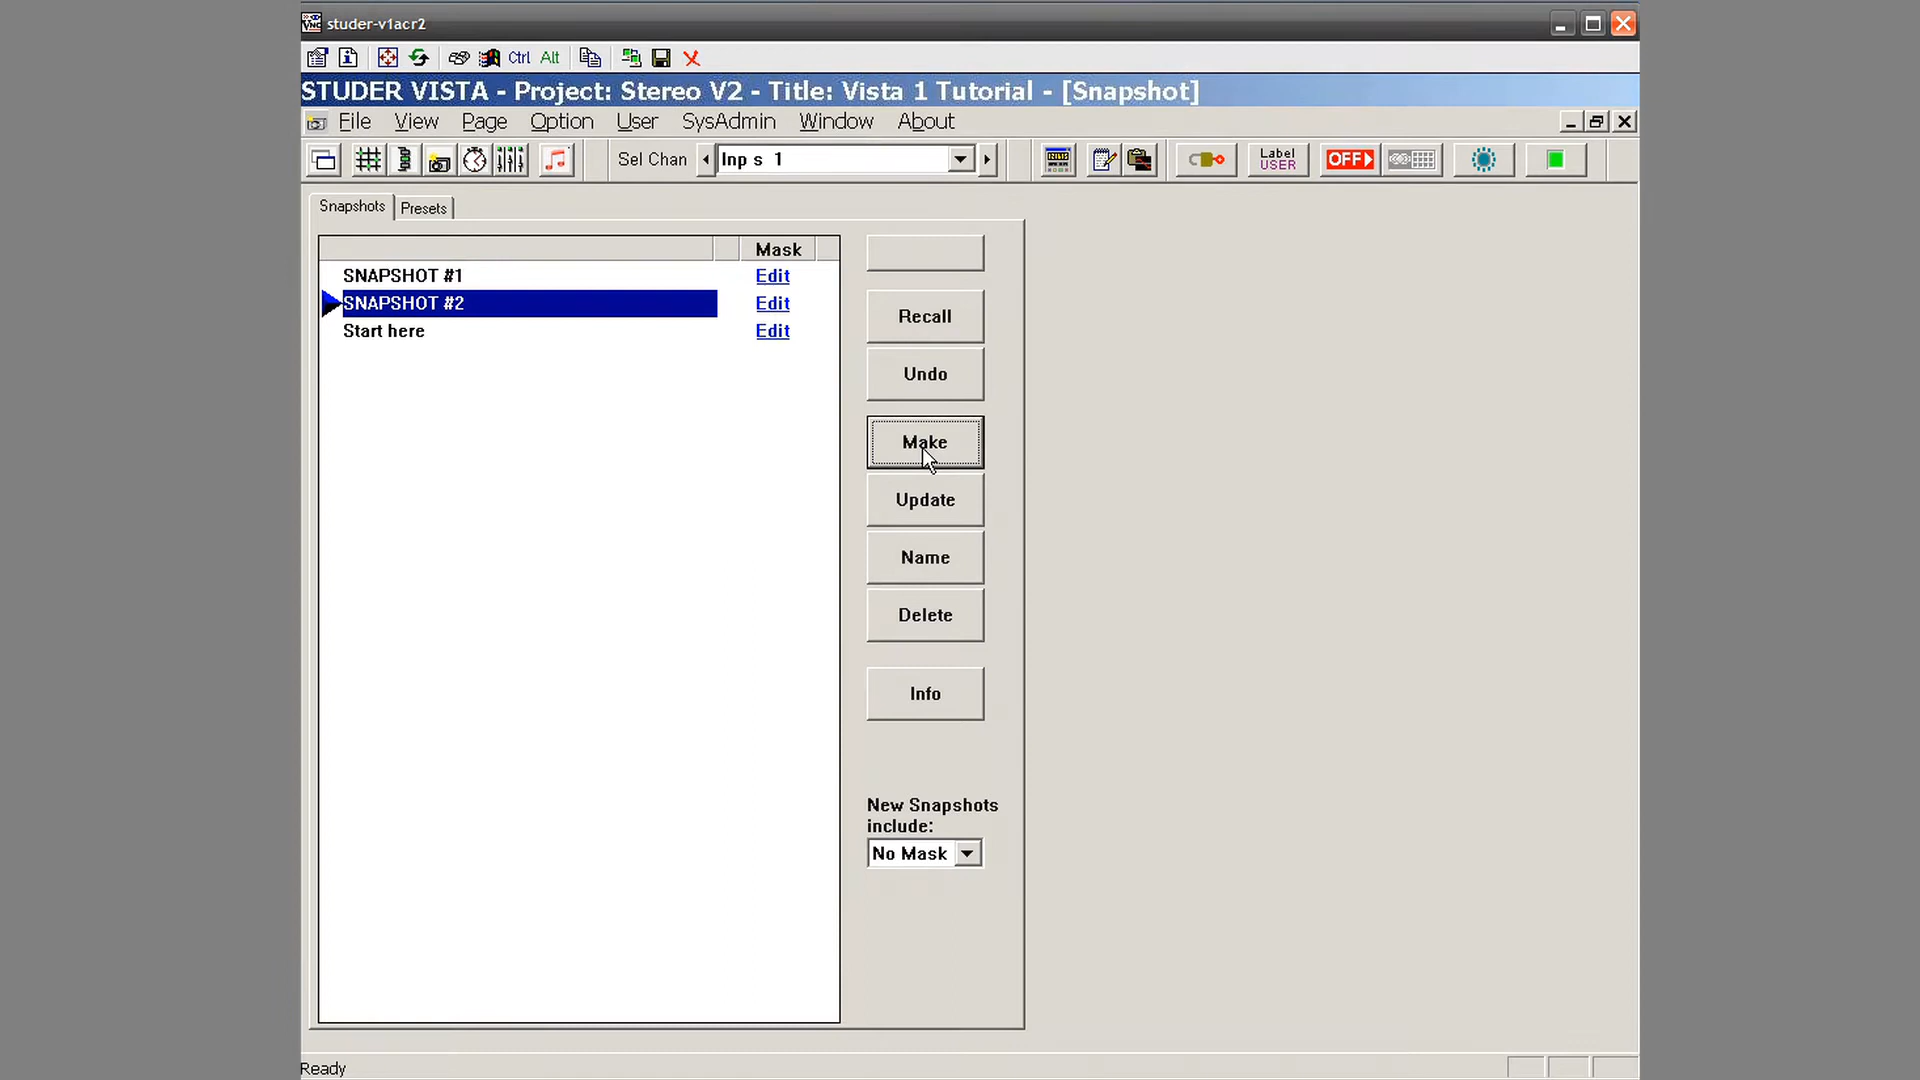 studer-v1acr2
Ctrl Alt
STUDER VISTA - Project: Stereo V2 - Title: Vista 1 Tutorial - [Snapshot]
File View Page Option User SysAdmin Window About
Sel Chan Inp s 1 Label USER OFF
Snapshots Presets
Mask
SNAPSHOT #1 Edit
SNAPSHOT #2 Edit
Start here Edit
Recall
Undo
Make
Update
Name
Delete
Info
New Snapshots
include:
No Mask
Ready